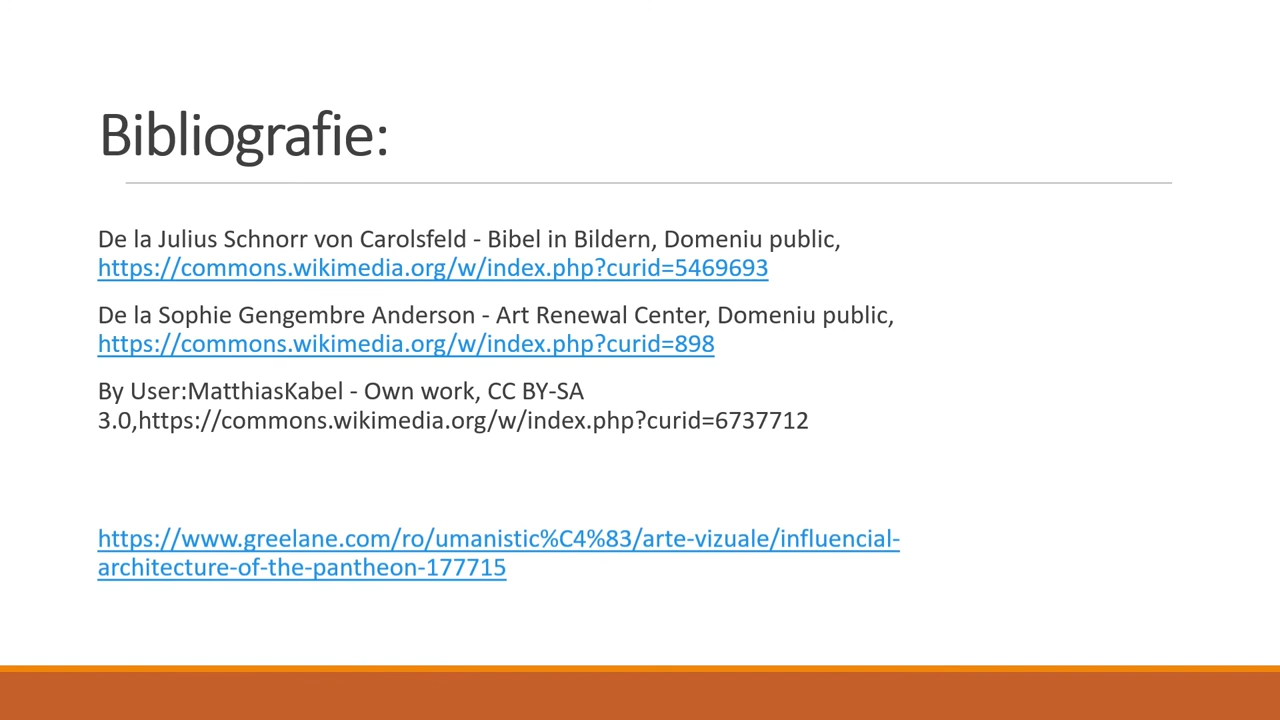 Bibliografie:
De la Julius Schnorr von Carolsfeld - Bibel in Bildern, Domeniu public,
https://commons.wikimedia.org/w/index.php?curid=5469693
De la Sophie Gengembre Anderson - Art Renewal Center, Domeniu public,
https://commons.wikimedia.org/w/index.php?curid=898
By User:MatthiasKabel - Own work, CC BY-SA
3.0,https://commons.wikimedia.org/w/index.php?curid=6737712
https://www.greelane.com/ro/umanistic%C4%83/arte-vizuale/influencial-
architecture-of-the-pantheon-177715